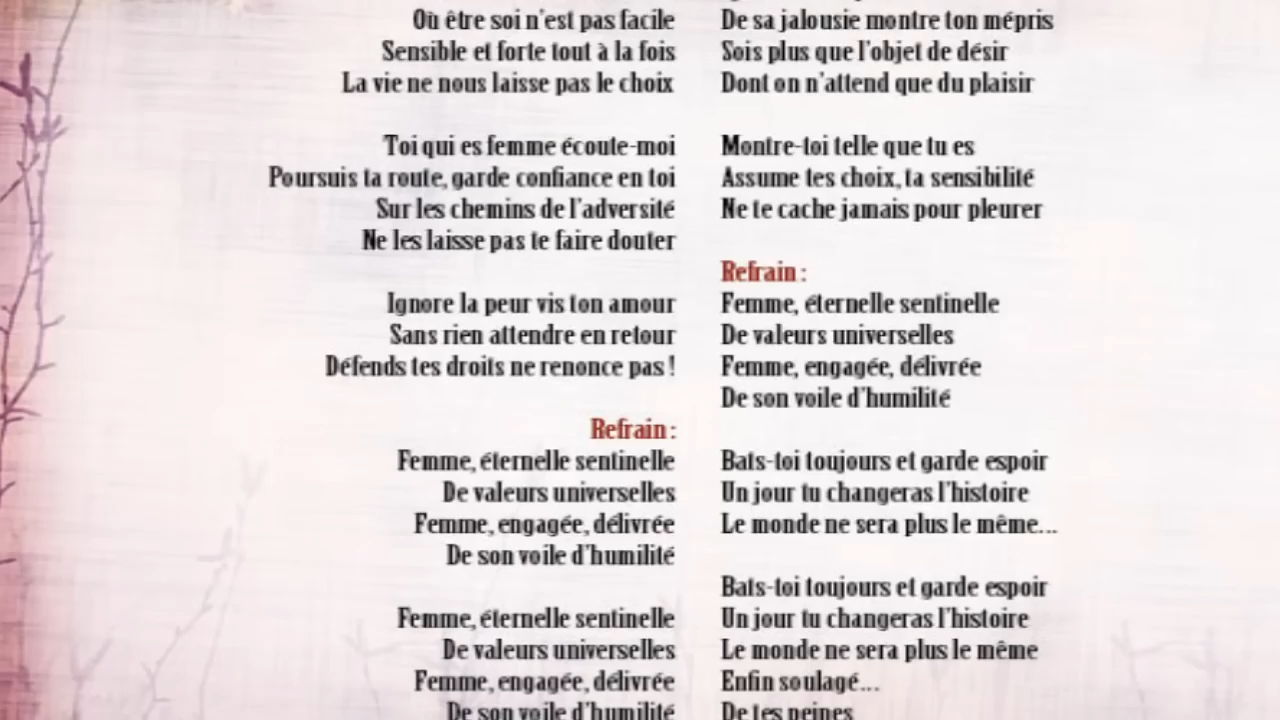 Où être soi n'est pas facile
Sensible et forte tout à la fois
La vie ne nous laisse pas le choix
Toi qui es femme écoute-moi
Poursuis ta route, garde confiance en toi
Sur les chemins de l'adversité
Ne les laisse pas te faire douter
Ignore la peur vis ton amour
Sans rien attendre en retour
Défends tes droits ne renonce pas !
Refrain :
Femme, éternelle sentinelle
De valeurs universelles
Femme, engagée, délivrée
De son voile d'humilité
Femme, éternelle sentinelle
De valeurs universelles
Femme, engagée, délivrée
De son voile d'humilité
De sa jalousie montre ton mépris
Sois plus que l'objet de désir
Dont on n'attend que du plaisir
Montre-toi telle que tu es
Assume tes choix, ta sensibilité
Ne te cache jamais pour pleurer
Refrain :
Femme, éternelle sentinelle
De valeurs universelles
Femme, engagée, délivrée
De son voile d'humilité
Bats-toi toujours et garde espoir
Un jour tu changeras l'histoire
Le monde ne sera plus le même...
Bats-toi toujours et garde espoir
Un jour tu changeras l'histoire
Le monde ne sera plus le même
Enfin soulagé...
De tes peines